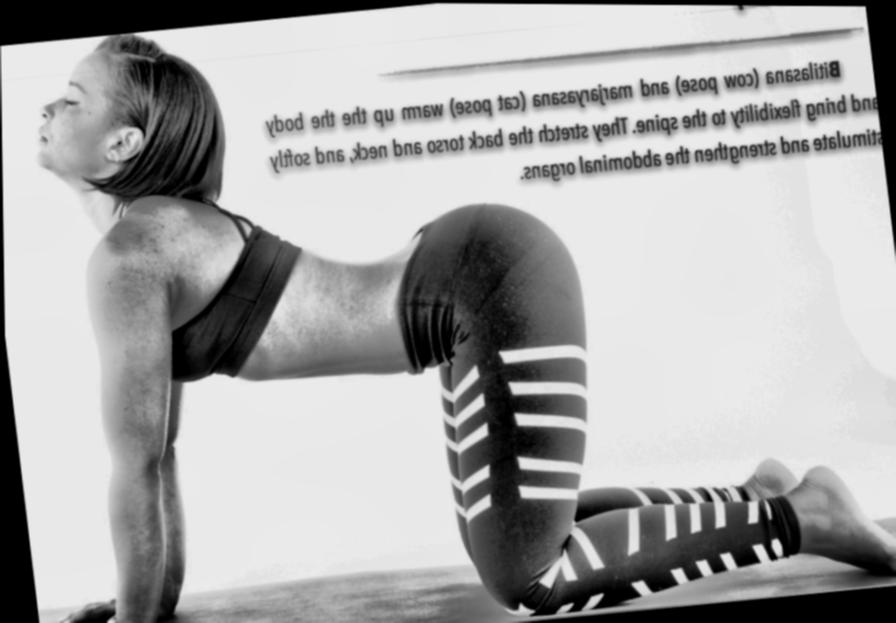 Bitilasana (cow pose) and marjaryasana (cat pose) warm up the the body
and bring flexibility to the spine. They stretch the back torso and neck, and softly
stimulate and strengthen the abdominal organs.